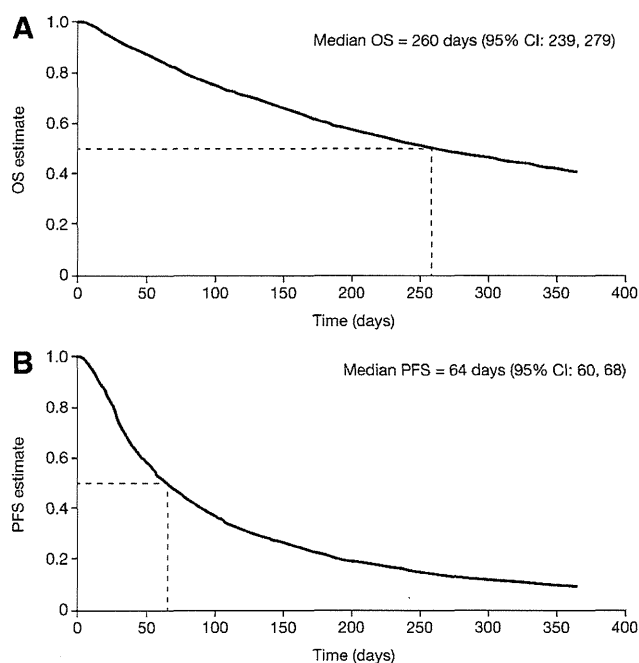 A
Median OS = 260 days (95% CI: 239, 279)
OS estimate
1.0
0.8
0.6
0.4
0.2
0
0 50 100 150 200 250 300 350 400
Time (days)
B
Median PFS = 64 days (95% CI: 60, 68)
PFS estimate
1.0
0.8
0.6
0.4
0.2
0
0 50 100 150 200 250 300 350 400
Time (days)